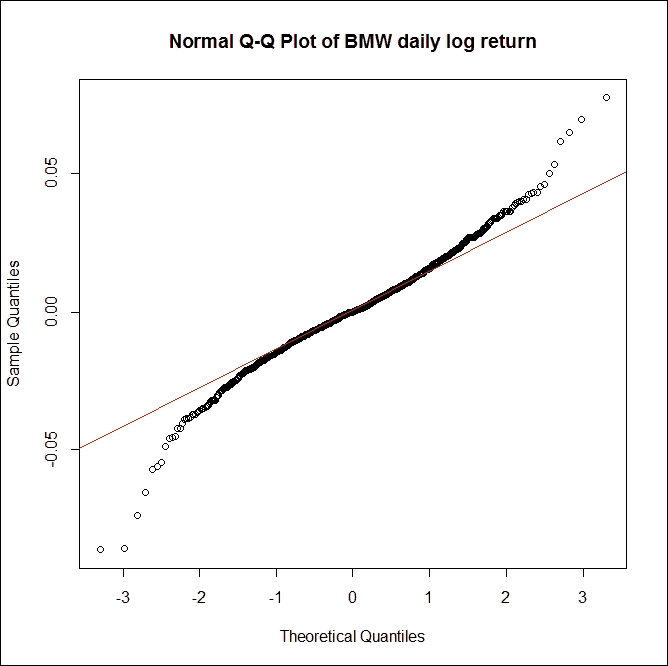 Normal Q-Q Plot of BMW daily log return
Sample Quantiles
0.05
0.00
-0.05
-3 -2 -1 0 1 2 3
Theoretical Quantiles